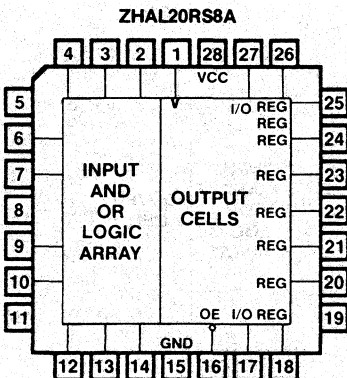 ZHAL20RS8A
4 3 2 1 28 27 26
VCC
5 I/O REG 25
REG
6 REG 24
7 REG 23
INPUT
AND
OR
LOGIC
ARRAY
OUTPUT
CELLS
8 REG 22
9 REG 21
10 REG 20
11 OE I/O REG 19
GND
12 13 14 15 16 17 18